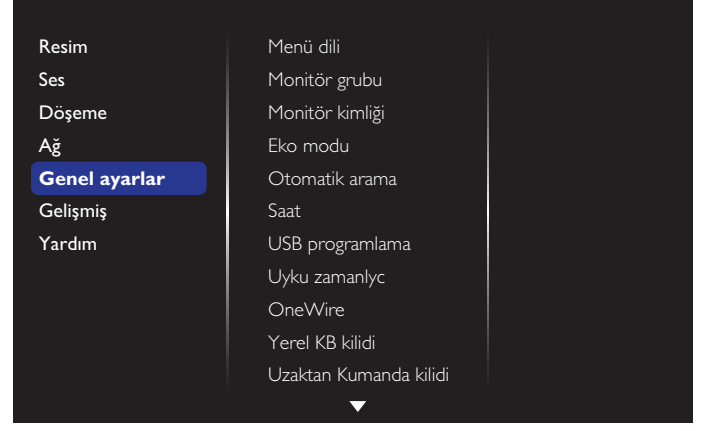 Resim
Ses
Döşeme
Ağ
Genel ayarlar
Gelişmiş
Yardım
Menü dili
Monitör grubu
Monitör kimliği
Eko modu
Otomatik arama
Saat
USB programlama
Uyku zamanlyc
OneWire
Yerel KB kilidi
Uzaktan Kumanda kilidi